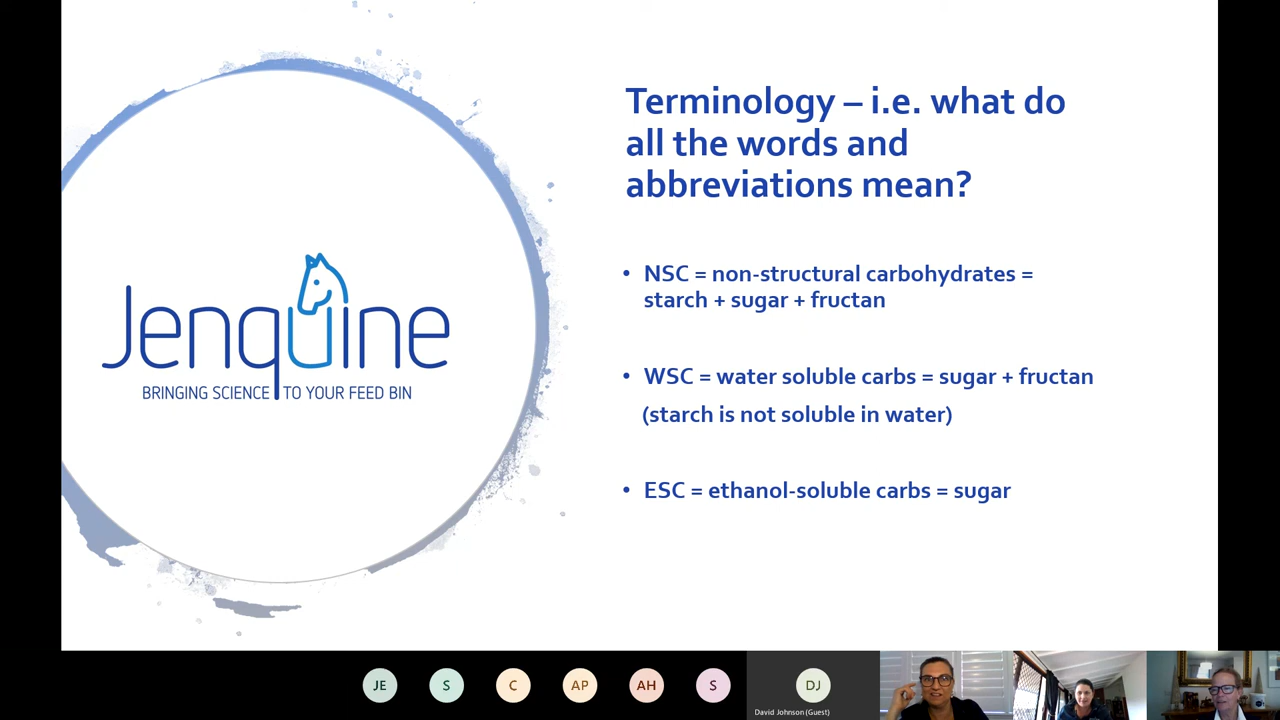 Terminology – i.e. what do
all the words and
abbreviations mean?
• NSC = non-structural carbohydrates =
starch + sugar + fructan
• WSC = water soluble carbs = sugar + fructan
(starch is not soluble in water)
• ESC = ethanol-soluble carbs = sugar
Jenquine
BRINGING SCIENCE TO YOUR FEED BIN
JE
S
C
AP
AH
S
DJ
David Johnson (Guest)